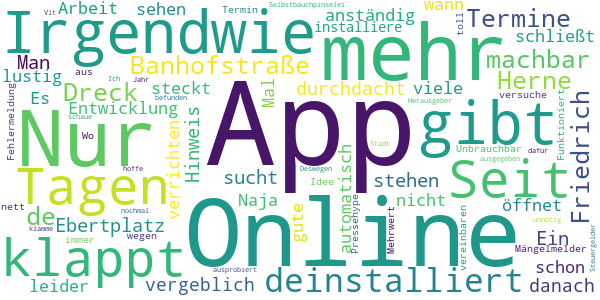 Vit Arbeit sehen Termin Selbstbauchpinselei wann
Irgendwie anständig toll Termine
installiere mehr schließt
Man Banhofstraße machbar
lustig aus steckt durchdacht viele Herne
Es Dreck Ich Jahr Mal versuche
Fehlermeldung Entwicklung befunden Herausgeber
Nur schaue App gibt Funktioniert Friedrich
Wo Hinweis Unbrauchbar dafür
Tagen verrichten sucht Deswegen Stadt ausgegeben Seit
hoffe Idee stehen
nett de Naja nicht öffnet
nochmal Online automatisch Pressehype Mehrwert
Ebertplatz gute vereinbaren Ein unnötig
klamme immer wegen Mängelmelder
klappt schon Steuergelder
ausprobiert
leider vergeblich deinstalliert danach